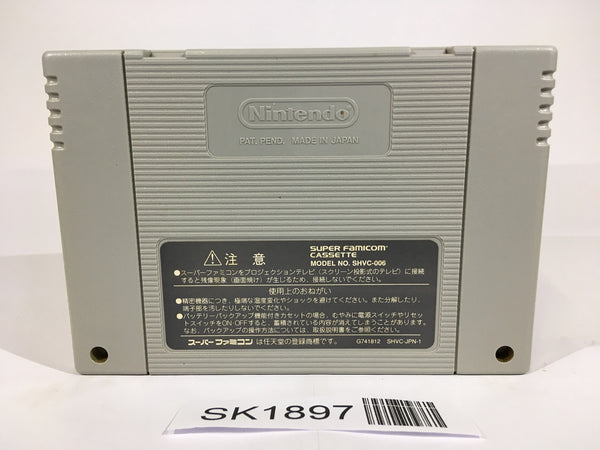 Nintendo
PAT. PEND. MADE IN JAPAN
⚠注 意
SUPER FAMICOM
CASSETTE
MODEL NO. SHVC-006
●スーパーファミコンをプロジェクションテレビ（スクリーン投影式のテレビ）に接続
すると残像現象（画面焼け）が生じるため、接続しないでください。
使用上のおねがい
●精密機器につき、極端な温度変化やショックを避けてください。また分解したり、
端子部を汚したりしないでください。
●バッテリーバックアップ機能付きカセットの場合、むやみに電源スイッチやリセ
ットスイッチをON・OFFすると、蓄積されている内容が消えてしまうことがあります。
なお、バックアップの操作方法については、取扱説明書をご参照ください。
スーパーファミコン は任天堂の登録商標です。
G741812 SHVC-JPN-1
SK1897